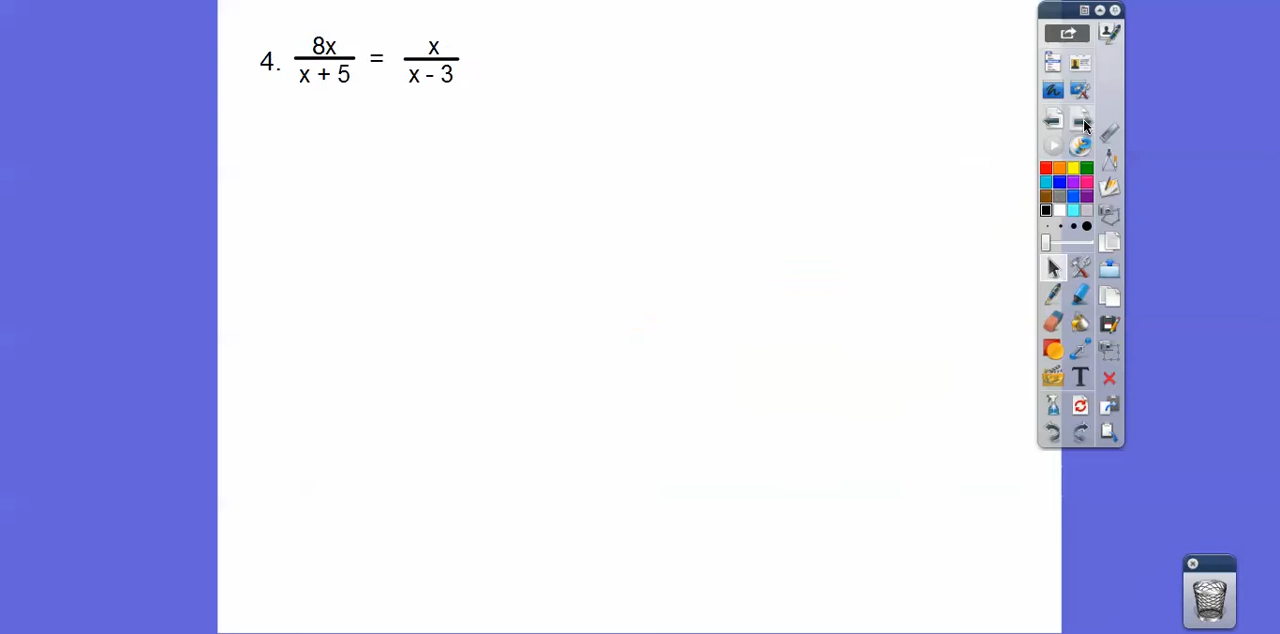 4. 8x/x + 5 = x/x - 3